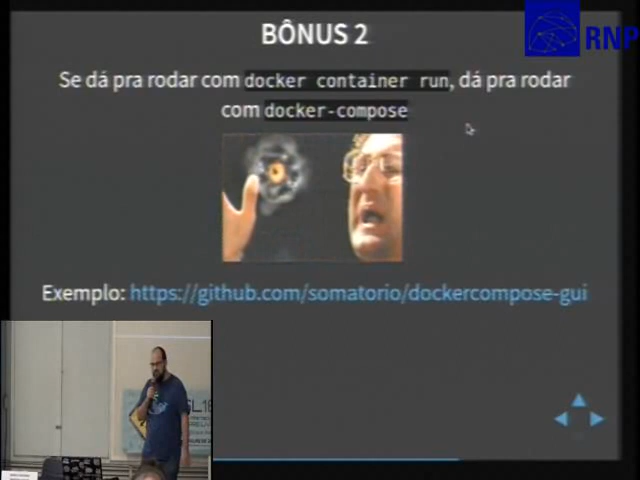 BÔNUS 2
RNP
Se dá pra rodar com docker container run, dá pra rodar
com docker-compose
Exemplo: https://github.com/somatorio/dockercompose-gui